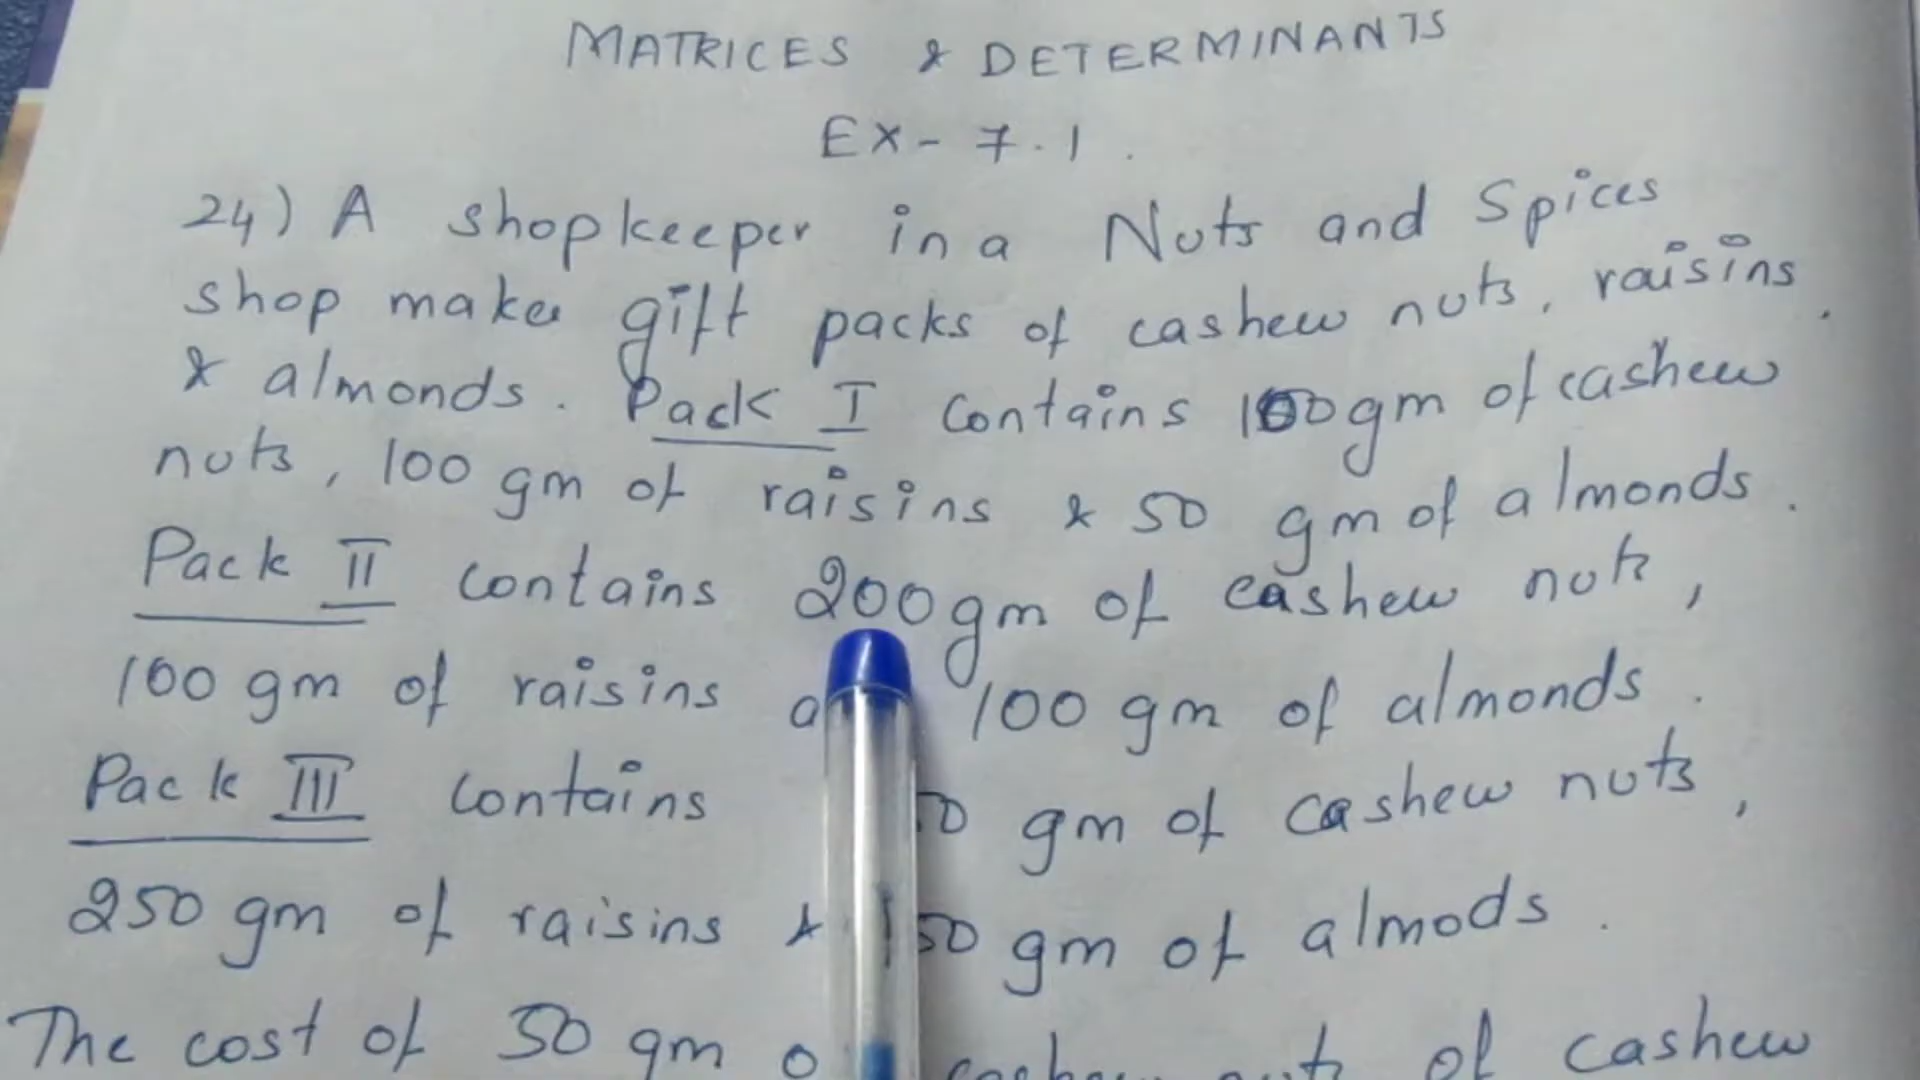 MATRICES & DETERMINANTS
EX - 7.1.
24) A shopkeeper in a Nuts and Spices
shop makes gift packs of cashew nuts, raisins
& almonds. Pack I contains 100gm of cashew
nuts, 100 gm of raisins & 50 gm of almonds.
Pack II contains 200gm of cashew nuts,
100 gm of raisins 100 gm of almonds.
Pack III contains gm of cashew nuts,
250 gm of raisins & 150 gm of almods.
The cost of 50 gm of cashew